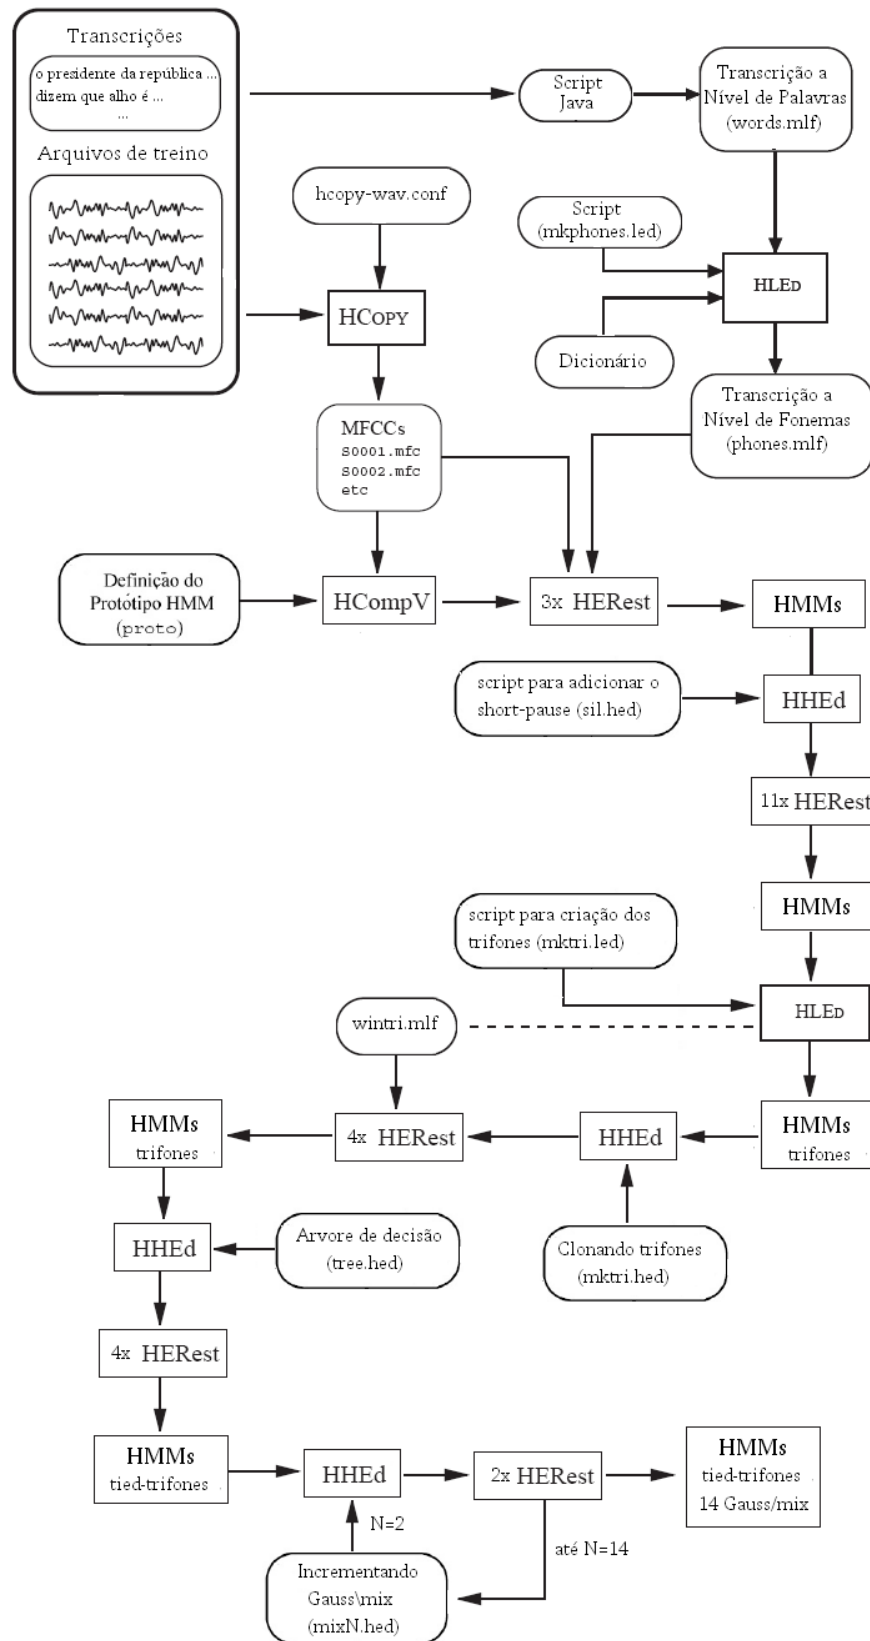 Transcrições
o presidente da república ...
dizem que alho é ...
...
Arquivos de treino
Script
Java
Transcrição a
Nível de Palavras
(words.mlf)
hcopy-wav.conf
Script
(mkphones.led)
HLED
HCOPY
Dicionário
Transcrição a
Nível de Fonemas
(phones.mlf)
MFCCs
S0001.mfc
S0002.mfc
etc
Definição do
Protótipo HMM
(proto)
HCompV
3x HERest
HMMs
script para adicionar o
short-pause (sil.hed)
HHEd
11x HERest
HMMs
script para criação dos
trifones (mktri.led)
HLED
wintri.mlf
HMMs
trifones
4x HERest
HHEd
HMMs
trifones
HHEd
Arvore de decisão
(tree.hed)
Clonando trifones
(mktri.hed)
4x HERest
HMMs
tied-trifones
HHEd
2x HERest
HMMs
tied-trifones
14 Gauss/mix
N=2
até N=14
Incrementando
Gauss\mix
(mixN.hed)